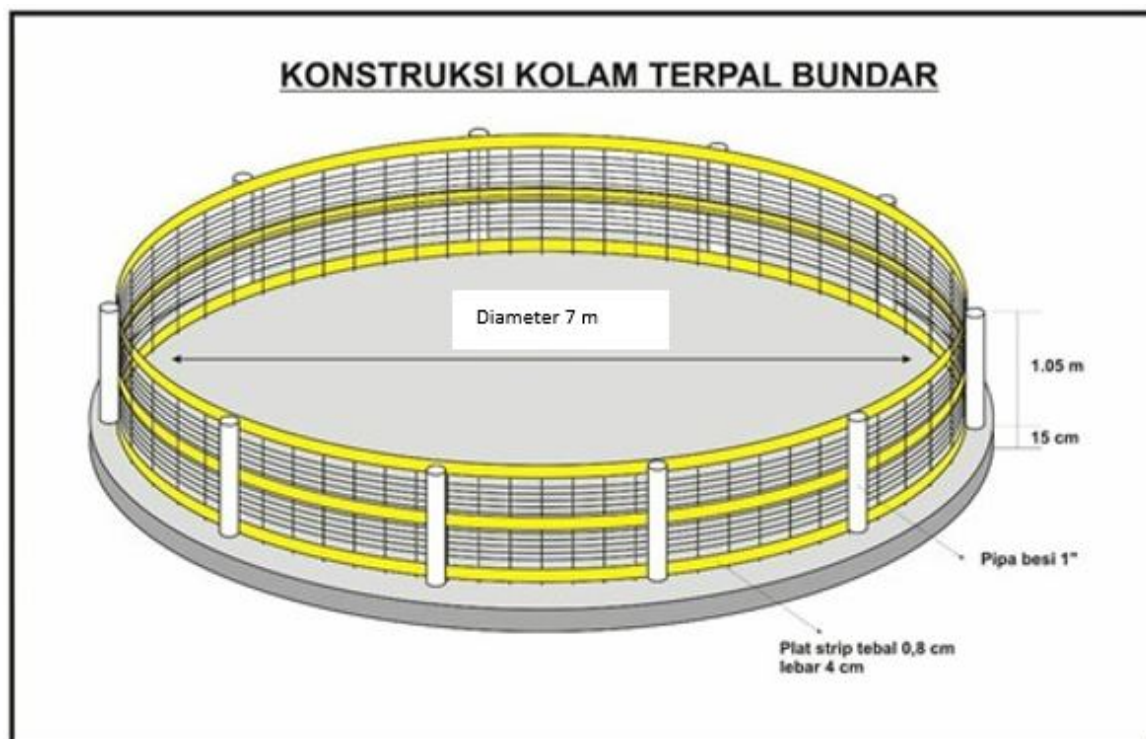 KONSTRUKSI KOLAM TERPAL BUNDAR
Diameter 7 m
1.05 m
15 cm
Pipa besi 1"
Plat strip tebal 0,8 cm
lebar 4 cm